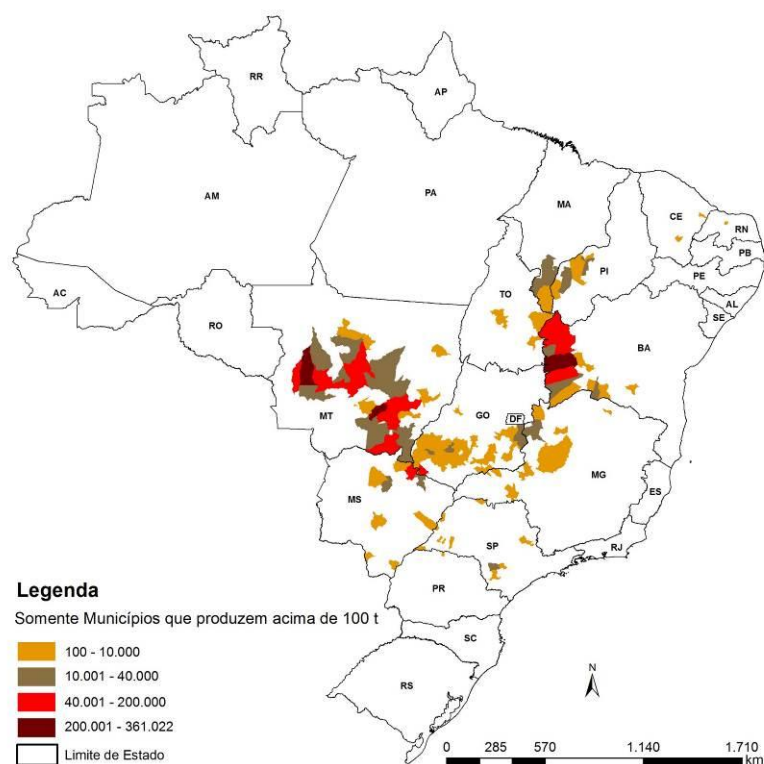 RR
AP
AM
PA
MA
CE
RN
PB
PI
PE
AL
SE
AC
RO
TO
BA
MT
GO
DF
MG
ES
MS
SP
RJ
PR
SC
RS
Legenda
Somente Municípios que produzem acima de 100 t
100 - 10.000
10.001 - 40.000
40.001 - 200.000
200.001 - 361.022
Limite de Estado
N
0 285 570 1.140 1.710
km